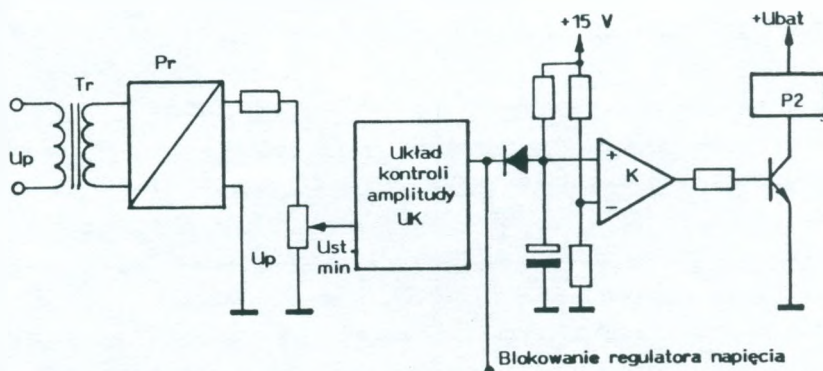 +15 V
+Ubat
Pr
Tr
P2
Up
Układ
kontroli
amplitudy
UK
+
K
−
Up
Ust
min
Blokowanie regulatora napięcia